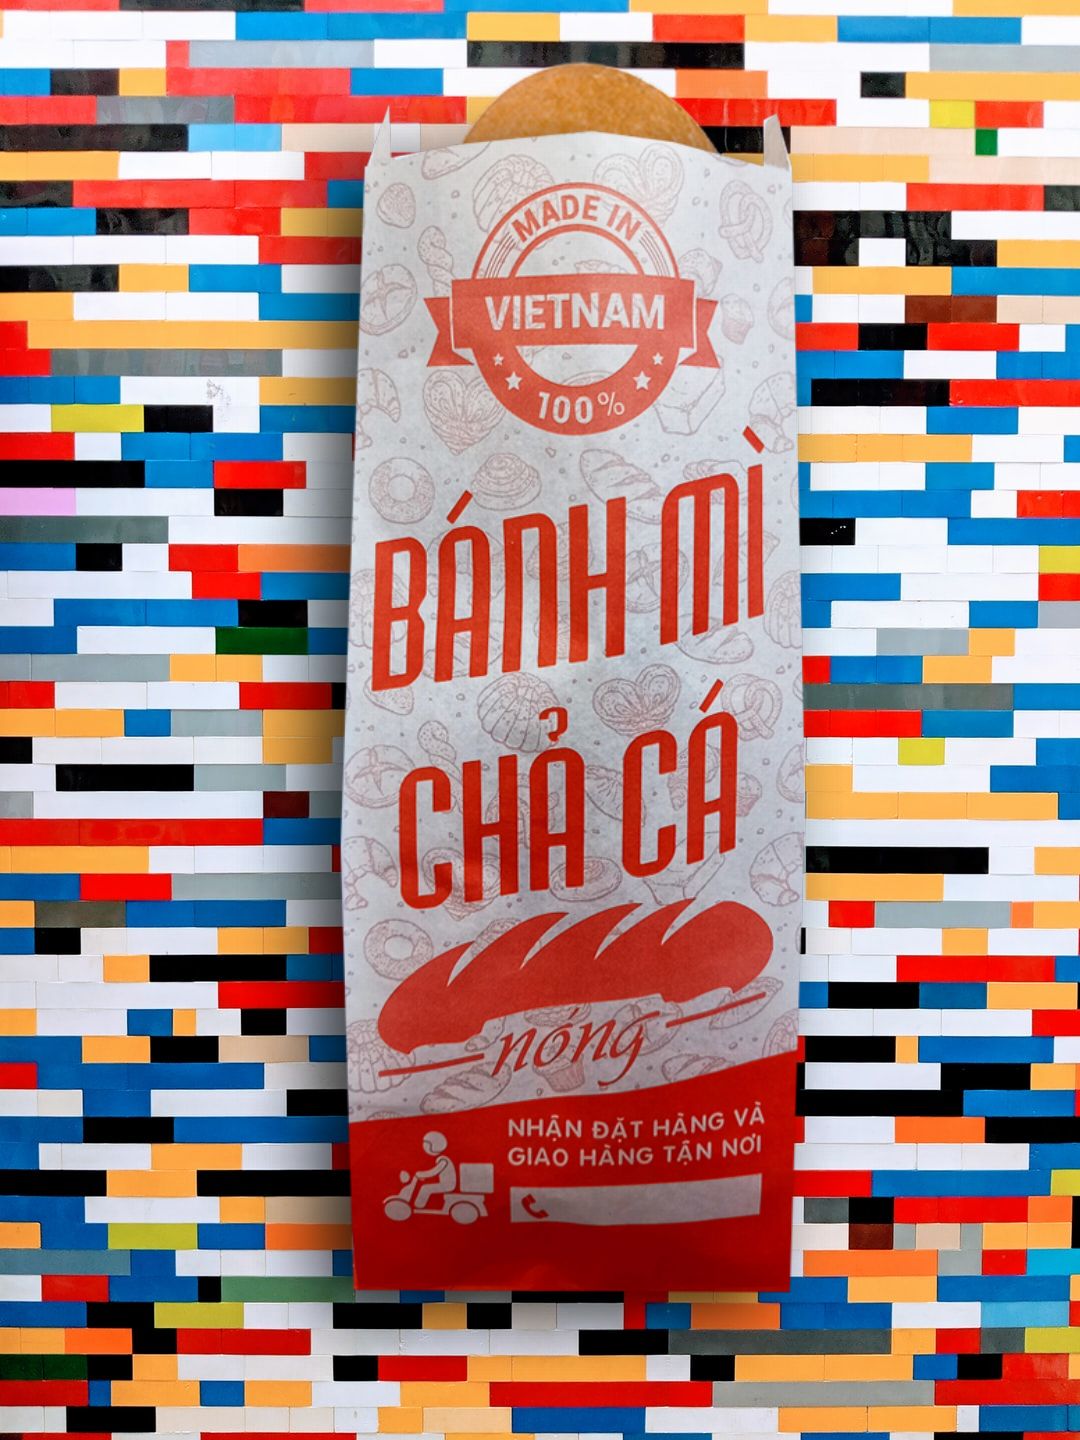 MADE IN
VIETNAM
100%
BÁNH MÌ
CHẢ CÁ
nóng
NHẬN ĐẶT HÀNG VÀ
GIAO HÀNG TẬN NƠI